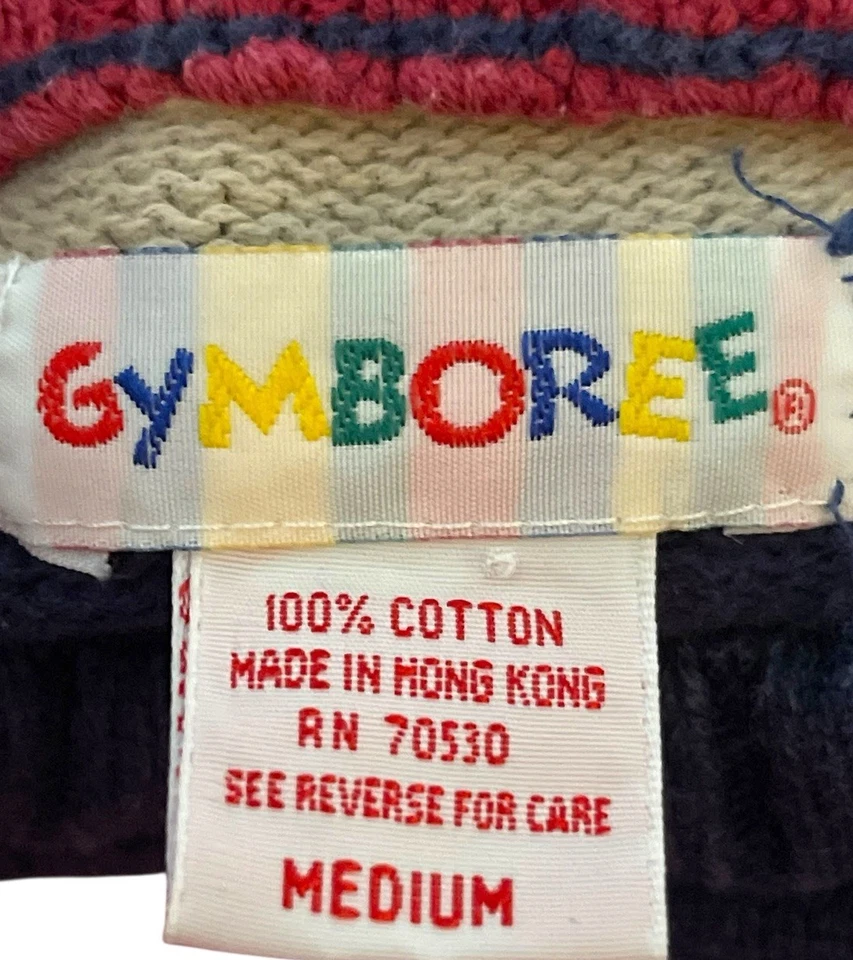 GYMBOREE®
100% COTTON
MADE IN HONG KONG
RN 70530
SEE REVERSE FOR CARE
MEDIUM